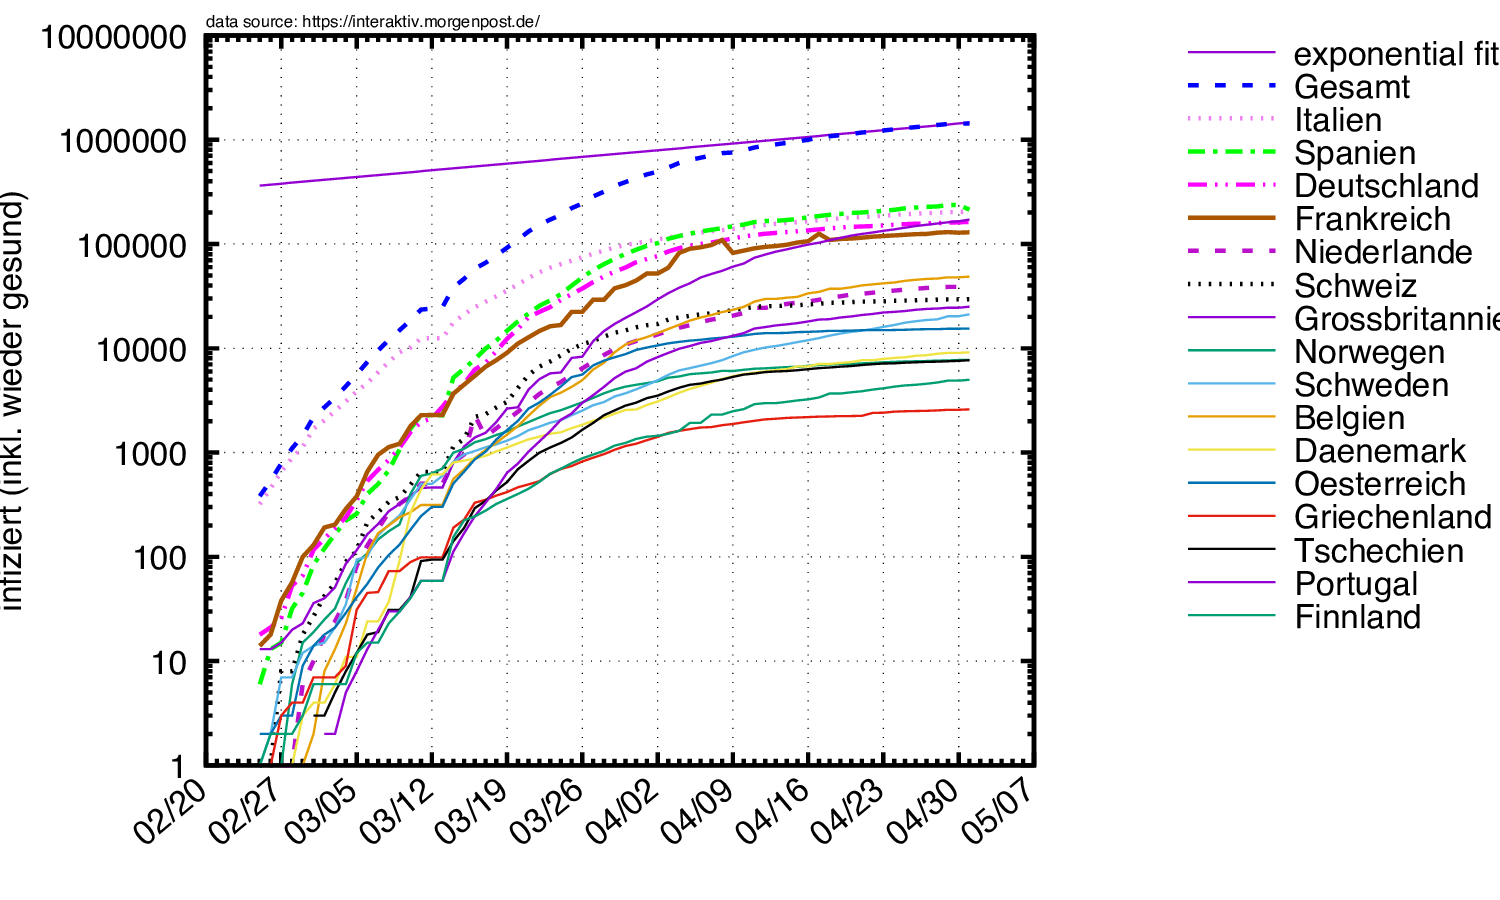 data source: https://interaktiv.morgenpost.de/
infiziert (inkl. wieder gesund)
10000000
1000000
100000
10000
1000
100
10
1
02/20
02/27
03/05
03/12
03/19
03/26
04/02
04/09
04/16
04/23
04/30
05/07
exponential fit
Gesamt
Italien
Spanien
Deutschland
Frankreich
Niederlande
Schweiz
Grossbritannie
Norwegen
Schweden
Belgien
Daenemark
Oesterreich
Griechenland
Tschechien
Portugal
Finnland